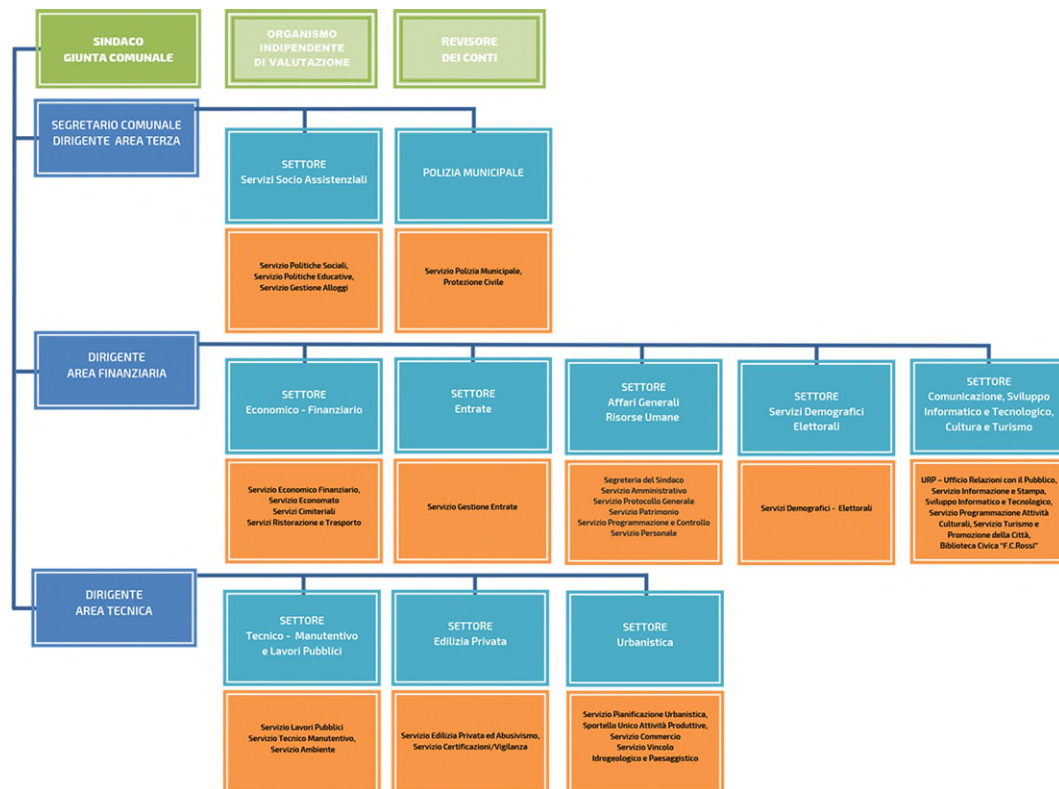 SINDACO
GIUNTA COMUNALE
ORGANISMO
INDIPENDENTE
DI VALUTAZIONE
REVISORE
DEI CONTI
SEGRETARIO COMUNALE
DIRIGENTE AREA TERZA
SETTORE
Servizi Socio Assistenziali
POLIZIA MUNICIPALE
Servizio Politiche Sociali,
Servizio Politiche Educative,
Servizio Gestione Alloggi
Servizio Polizia Municipale,
Protezione Civile
DIRIGENTE
AREA FINANZIARIA
SETTORE
Economico - Finanziario
SETTORE
Entrate
SETTORE
Affari Generali
Risorse Umane
SETTORE
Servizi Demografici
Elettorali
SETTORE
Comunicazione, Sviluppo
Informatico e Tecnologico,
Cultura e Turismo
Servizio Economico Finanziario,
Servizio Economato
Servizi Cimiteriali
Servizi Ristorazione e Trasporto
Servizio Gestione Entrate
Segreteria del Sindaco
Servizio Amministrativo
Servizio Protocollo Generale
Servizio Patrimonio
Servizio Programmazione e Controllo
Servizio Personale
Servizi Demografici - Elettorali
URP – Ufficio Relazioni con il Pubblico,
Servizio Informazione e Stampa,
Sviluppo Informatico e Tecnologico,
Servizio Programmazione Attività
Culturali, Servizio Turismo e
Promozione della Città,
Biblioteca Civica "F.C.Rossi"
DIRIGENTE
AREA TECNICA
SETTORE
Tecnico - Manutentivo
e Lavori Pubblici
SETTORE
Edilizia Privata
SETTORE
Urbanistica
Servizio Lavori Pubblici
Servizio Tecnico Manutentivo,
Servizio Ambiente
Servizio Edilizia Privata ed Abusivismo,
Servizio Certificazioni/Vigilanza
Servizio Pianificazione Urbanistica,
Sportello Unico Attività Produttive,
Servizio Commercio
Servizio Vincolo
Idrogeologico e Paesaggistico